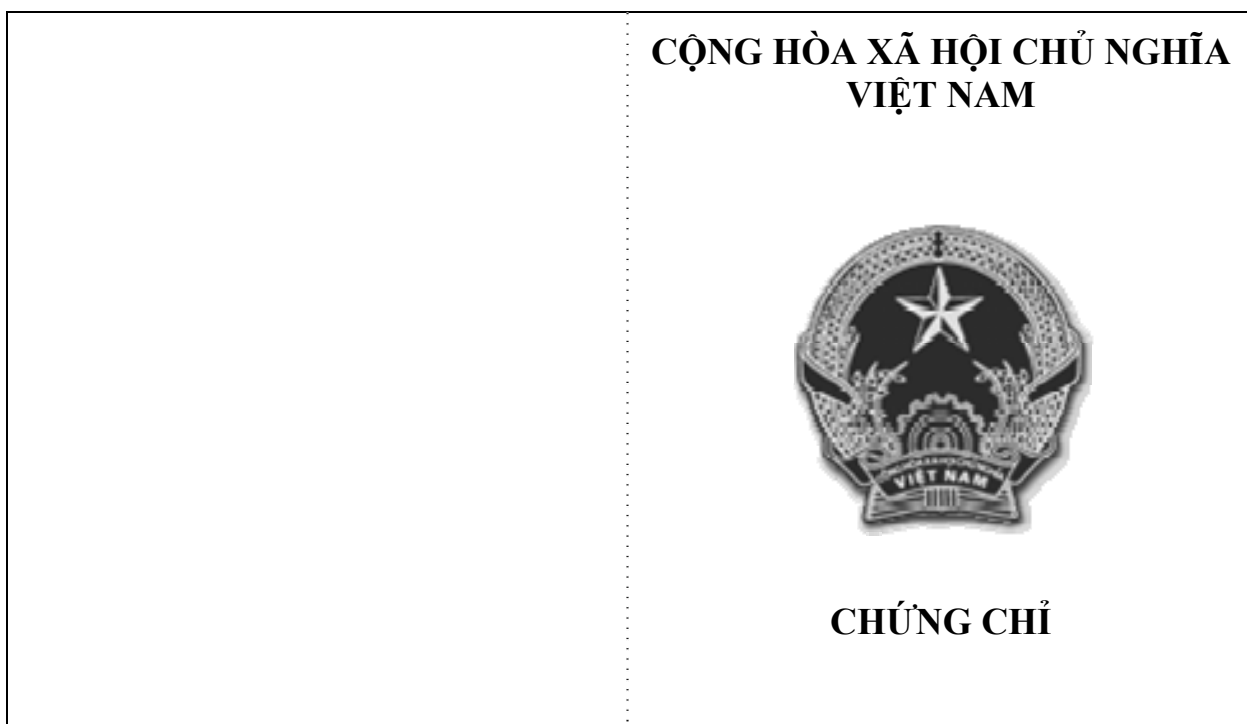 CỘNG HÒA XÃ HỘI CHỦ NGHĨA
VIỆT NAM
VIỆT NAM
CHỨNG CHỈ